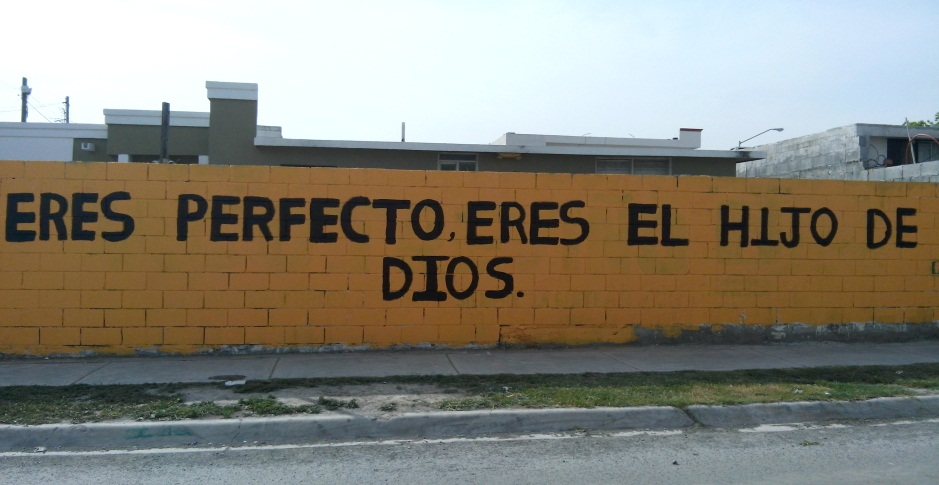 ERES PERFECTO, ERES EL HIJO DE
DIOS.